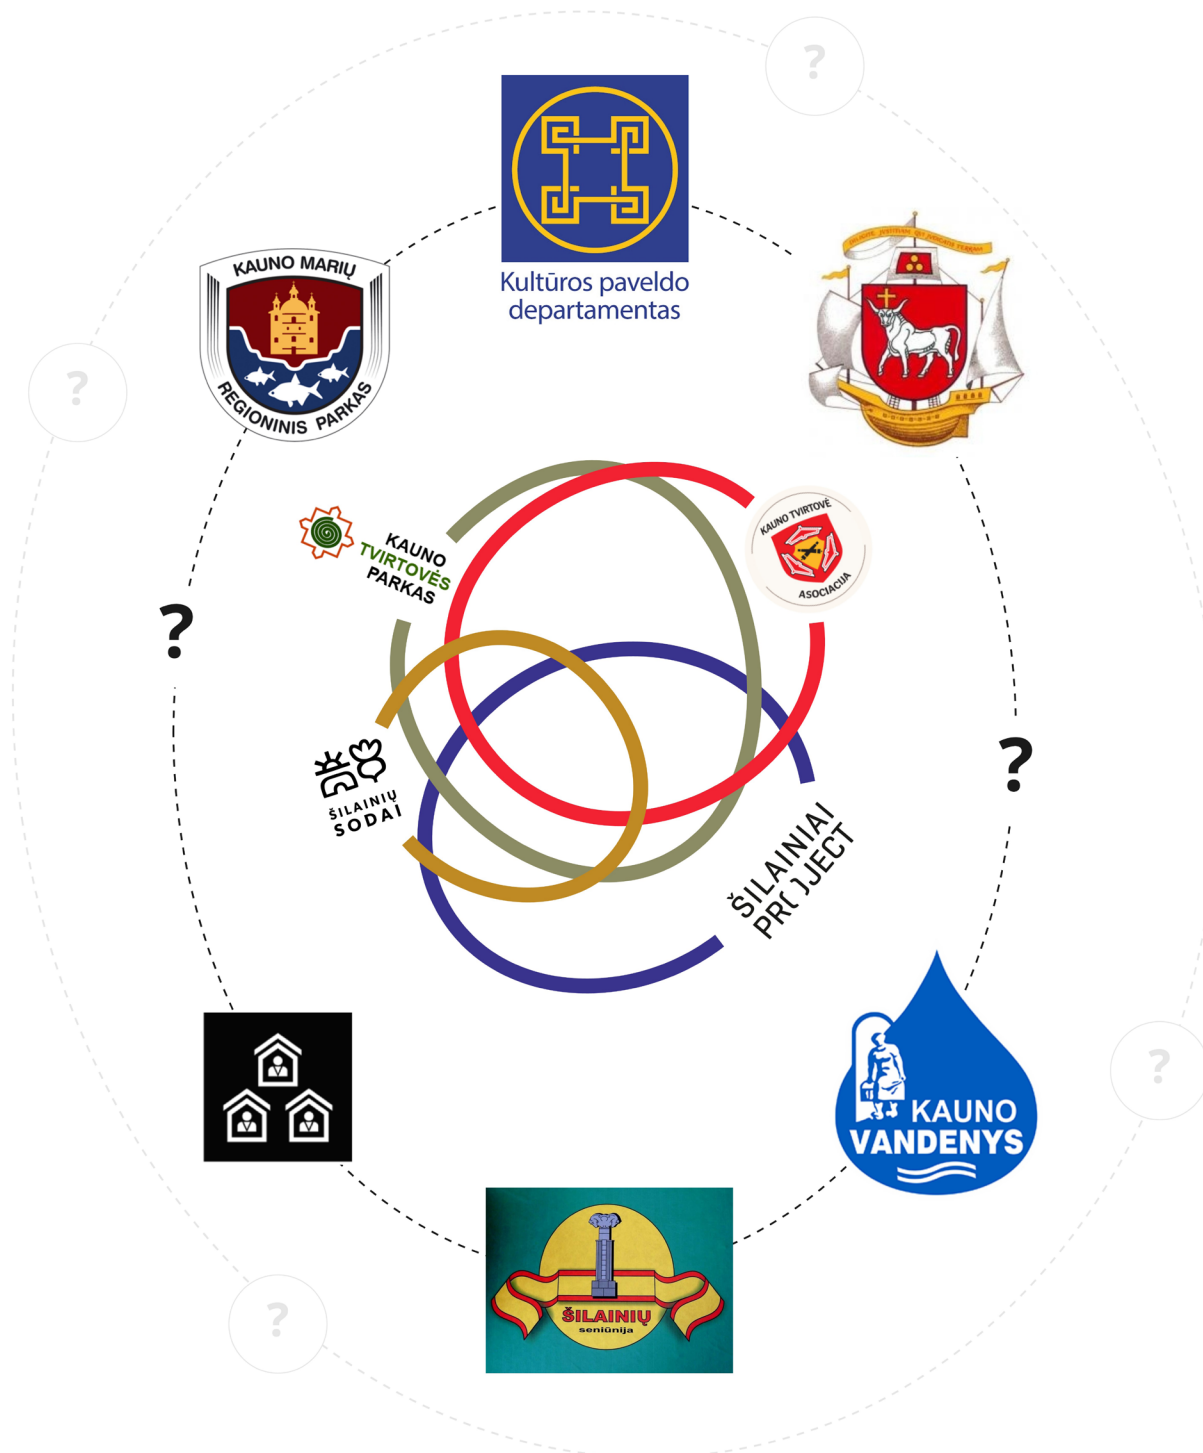 ?
Kultūros paveldo
departamentas
KAUNO MARIŲ
REGIONINIS PARKAS
?
KAUNO
TVIRTOVĖS
PARKAS
KAUNO TVIRTOVĖ
ASOCIACIJA
?
?
ŠILAINIŲ
SODAI
ŠILAINIAI
PR( )JECT
KAUNO
VANDENYS
?
ŠILAINIŲ
seniūnija
?